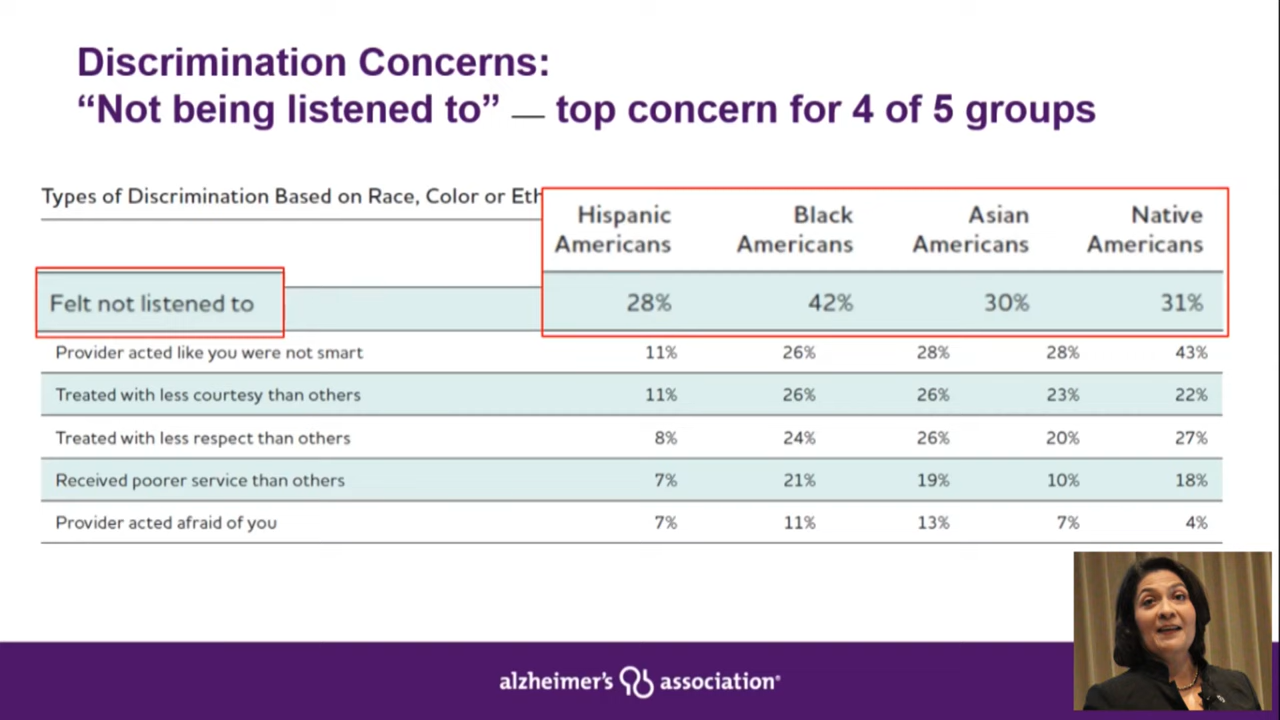 Discrimination Concerns:
“Not being listened to” — top concern for 4 of 5 groups
Types of Discrimination Based on Race, Color or Eth
Hispanic Americans Black Americans Asian Americans Native Americans
Felt not listened to 28% 42% 30% 31%
Provider acted like you were not smart 11% 26% 28% 28% 43%
Treated with less courtesy than others 11% 26% 26% 23% 22%
Treated with less respect than others 8% 24% 26% 20% 27%
Received poorer service than others 7% 21% 19% 10% 18%
Provider acted afraid of you 7% 11% 13% 7% 4%
alzheimer's association®